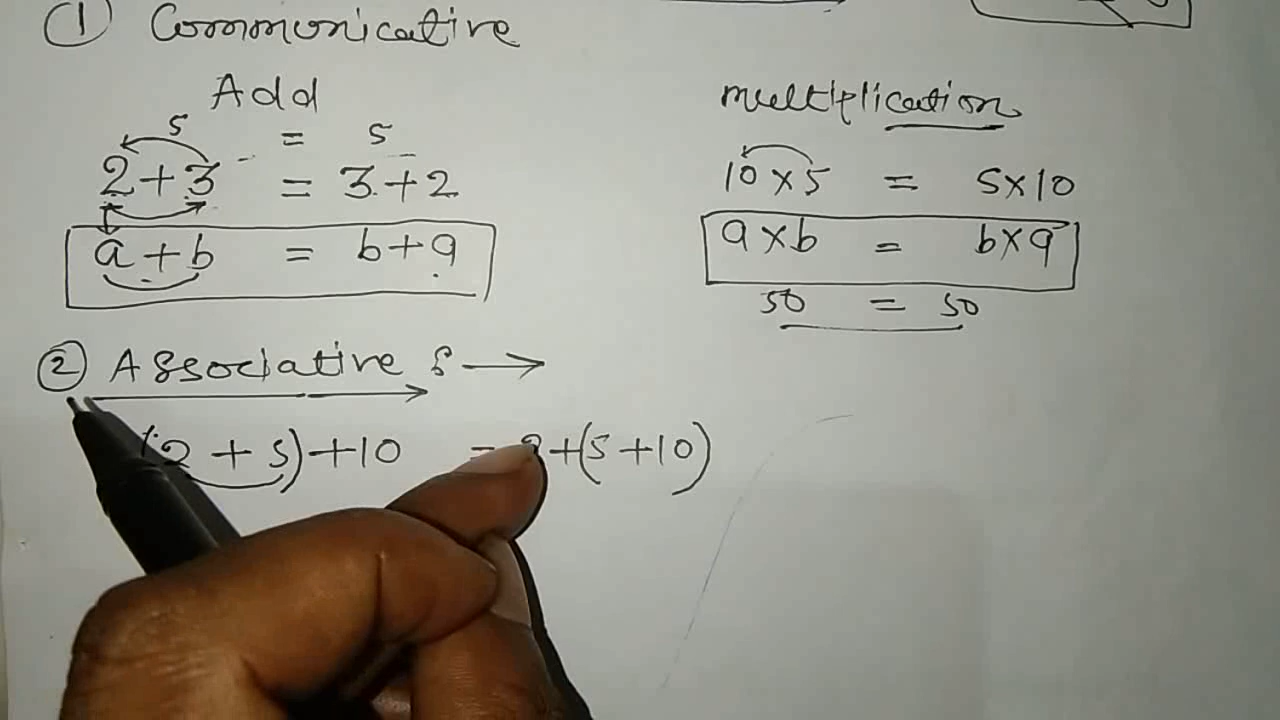 ① Communicative
Add
5
= 5
2+3 = 3+2
a+b = b+a
multiplication
10×5 = 5×10
a×b = b×a
50 = 50
② Associative :→
(2+5)+10 = +(5+10)